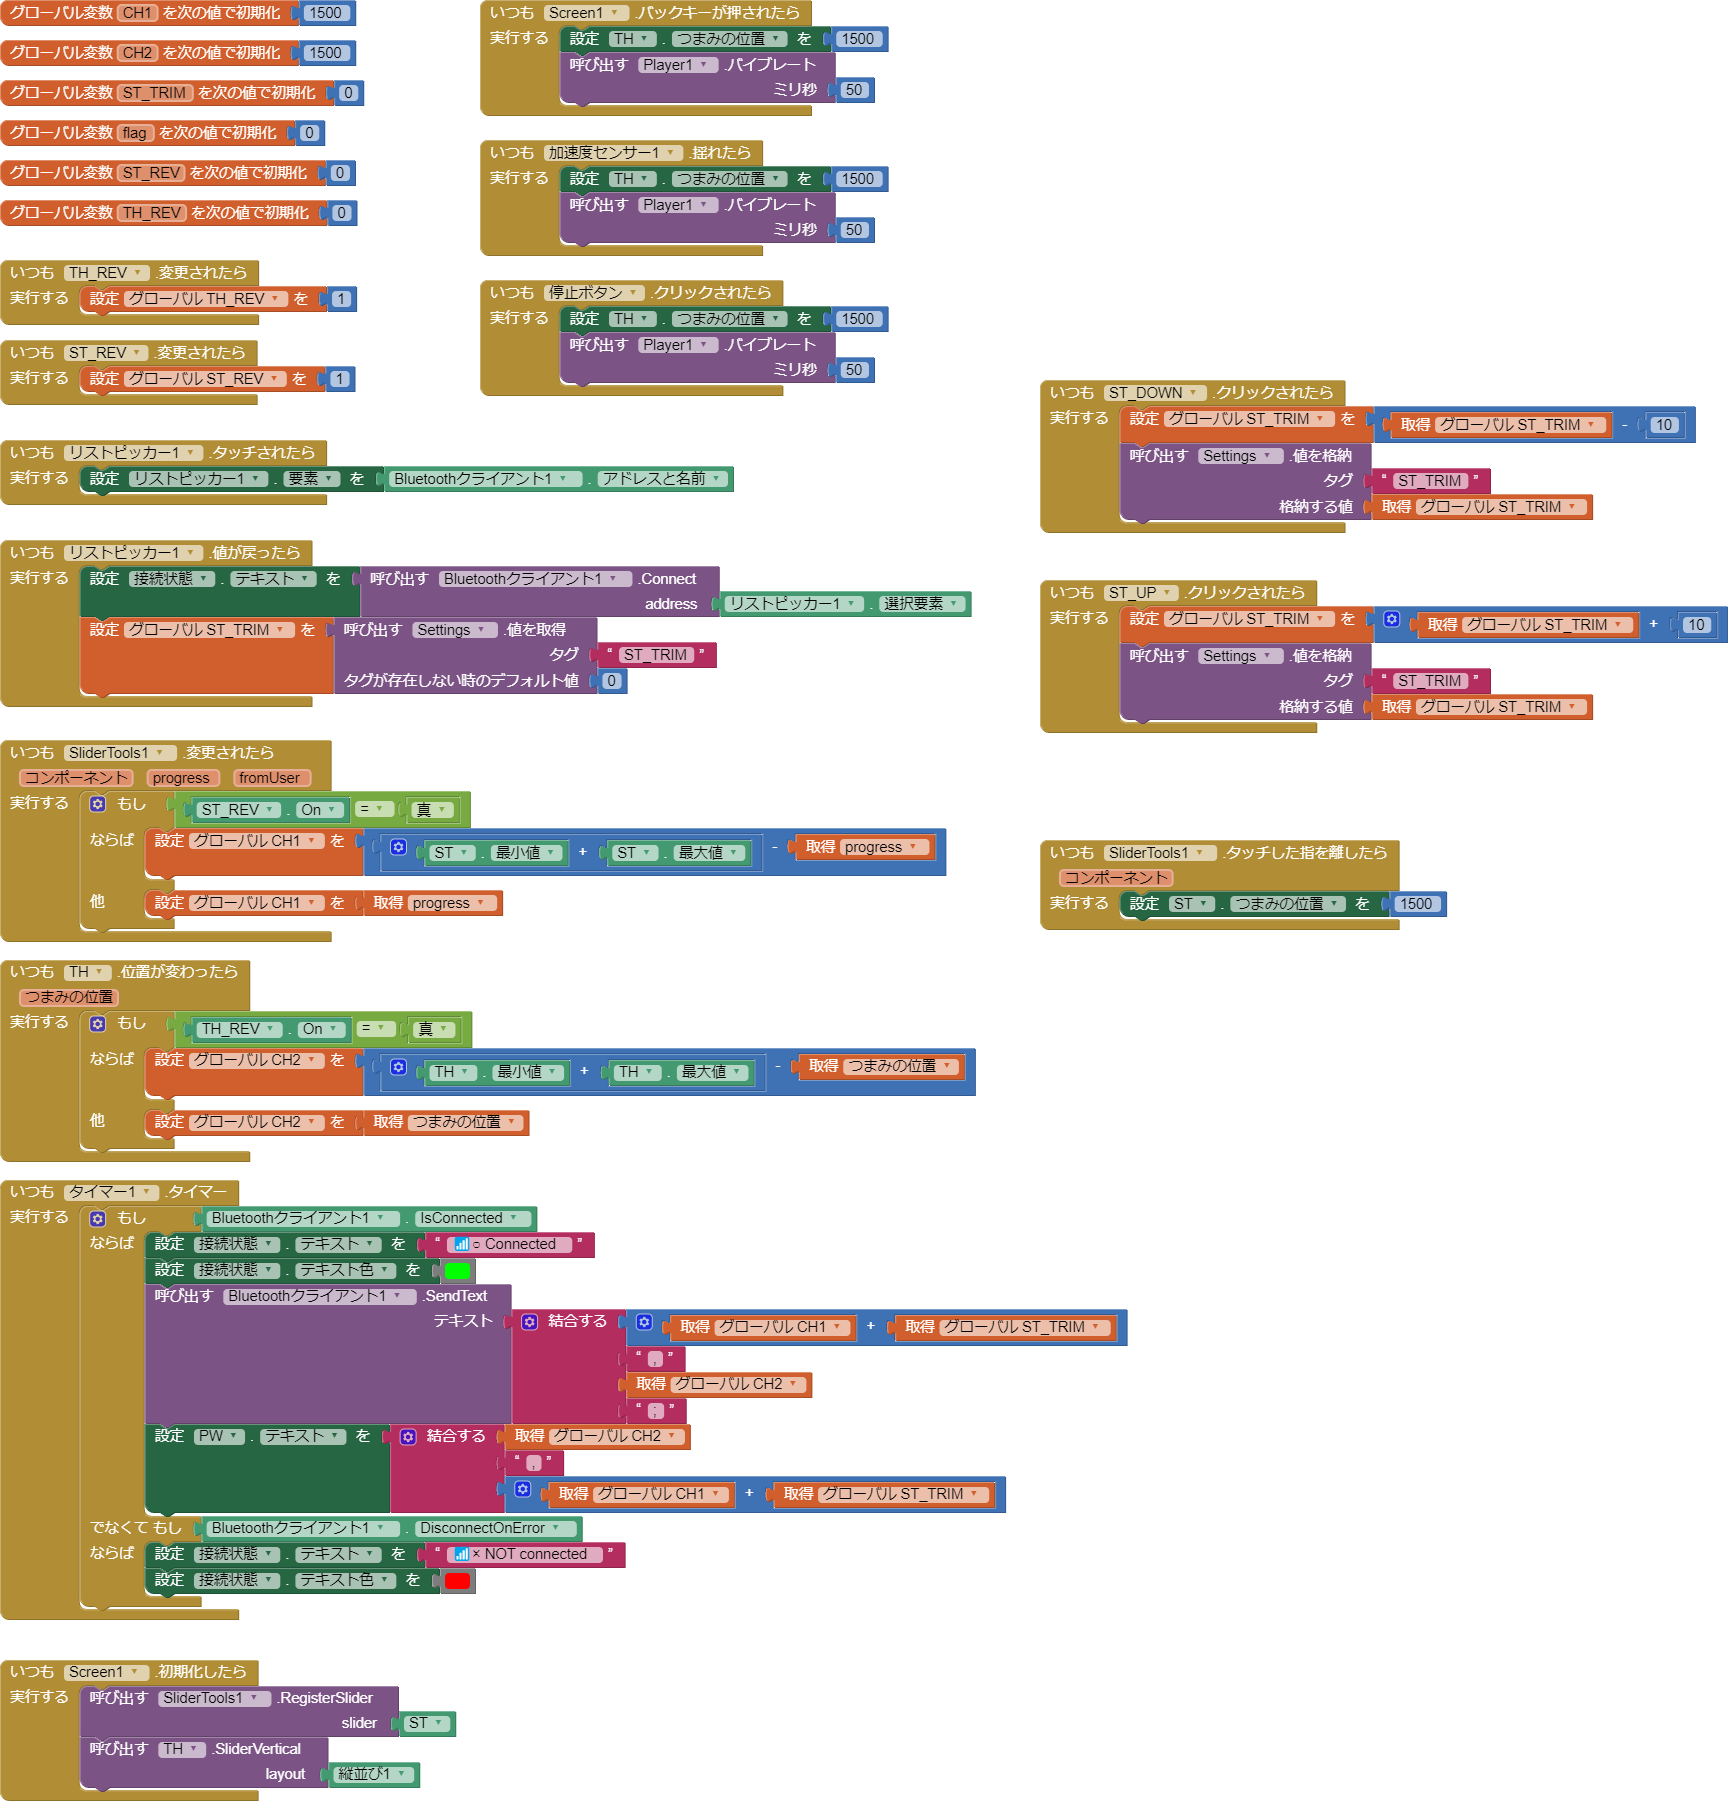 グローバル変数 CH1 を次の値で初期化 1500
グローバル変数 CH2 を次の値で初期化 1500
グローバル変数 ST_TRIM を次の値で初期化 0
グローバル変数 flag を次の値で初期化 0
グローバル変数 ST_REV を次の値で初期化 0
グローバル変数 TH_REV を次の値で初期化 0
いつも TH_REV .変更されたら
実行する 設定 グローバル TH_REV を 1
いつも ST_REV .変更されたら
実行する 設定 グローバル ST_REV を 1
いつも Screen1 .バックキーが押されたら
実行する 設定 TH . つまみの位置 を 1500
呼び出す Player1 .バイブレート
ミリ秒 50
いつも 加速度センサー1 .揺れたら
実行する 設定 TH . つまみの位置 を 1500
呼び出す Player1 .バイブレート
ミリ秒 50
いつも 停止ボタン .クリックされたら
実行する 設定 TH . つまみの位置 を 1500
呼び出す Player1 .バイブレート
ミリ秒 50
いつも リストピッカー1 .タッチされたら
実行する 設定 リストピッカー1 . 要素 を Bluetoothクライアント1 . アドレスと名前
いつも リストピッカー1 .値が戻ったら
実行する 設定 接続状態 . テキスト を 呼び出す Bluetoothクライアント1 .Connect
address リストピッカー1 . 選択要素
設定 グローバル ST_TRIM を 呼び出す Settings .値を取得
タグ “ ST_TRIM ”
タグが存在しない時のデフォルト値 0
いつも ST_DOWN .クリックされたら
実行する 設定 グローバル ST_TRIM を 取得 グローバル ST_TRIM - 10
呼び出す Settings .値を格納
タグ “ ST_TRIM ”
格納する値 取得 グローバル ST_TRIM
いつも ST_UP .クリックされたら
実行する 設定 グローバル ST_TRIM を 取得 グローバル ST_TRIM + 10
呼び出す Settings .値を格納
タグ “ ST_TRIM ”
格納する値 取得 グローバル ST_TRIM
いつも SliderTools1 .変更されたら
コンポーネント progress fromUser
実行する もし ST_REV . On = 真
ならば 設定 グローバル CH1 を ST . 最小値 + ST . 最大値 - 取得 progress
他 設定 グローバル CH1 を 取得 progress
いつも SliderTools1 .タッチした指を離したら
コンポーネント
実行する 設定 ST . つまみの位置 を 1500
いつも TH .位置が変わったら
つまみの位置
実行する もし TH_REV . On = 真
ならば 設定 グローバル CH2 を TH . 最小値 + TH . 最大値 - 取得 つまみの位置
他 設定 グローバル CH2 を 取得 つまみの位置
いつも タイマー1 .タイマー
実行する もし Bluetoothクライアント1 . IsConnected
ならば 設定 接続状態 . テキスト を “ 📶○ Connected ”
設定 接続状態 . テキスト色 を
呼び出す Bluetoothクライアント1 .SendText
テキスト 結合する 取得 グローバル CH1 + 取得 グローバル ST_TRIM
“ , ”
取得 グローバル CH2
“ ; ”
設定 PW . テキスト を 結合する 取得 グローバル CH2
“ , ”
取得 グローバル CH1 + 取得 グローバル ST_TRIM
でなくて もし Bluetoothクライアント1 . DisconnectOnError
ならば 設定 接続状態 . テキスト を “ 📶× NOT connected ”
設定 接続状態 . テキスト色 を
いつも Screen1 .初期化したら
実行する 呼び出す SliderTools1 .RegisterSlider
slider ST
呼び出す TH .SliderVertical
layout 縦並び1